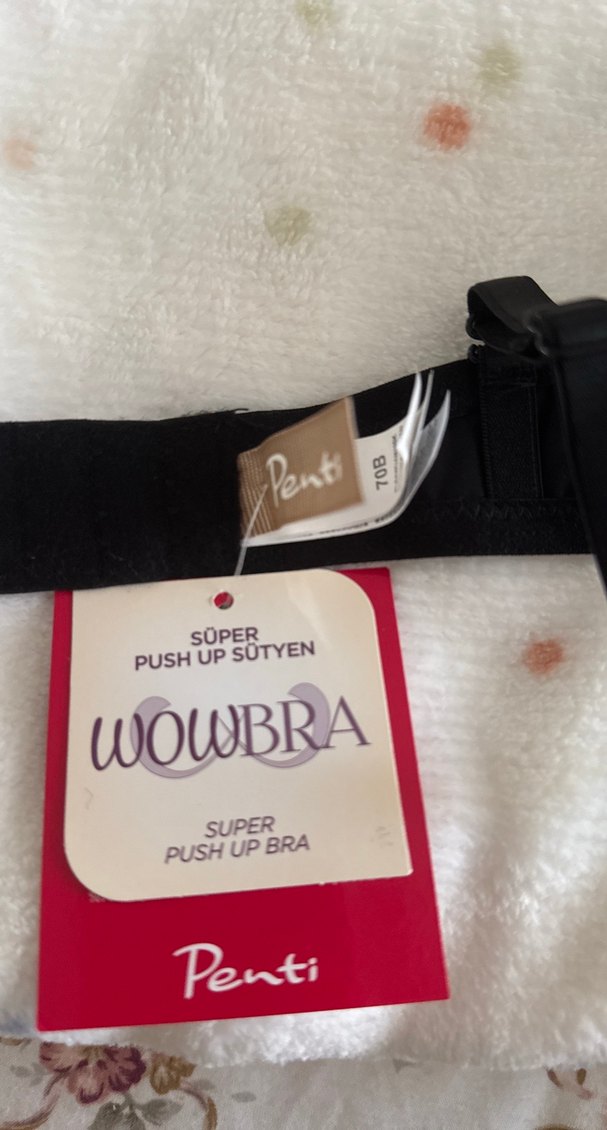 Penti
70B
SÜPER
PUSH UP SÜTYEN
WOWBRA
SUPER
PUSH UP BRA
Penti